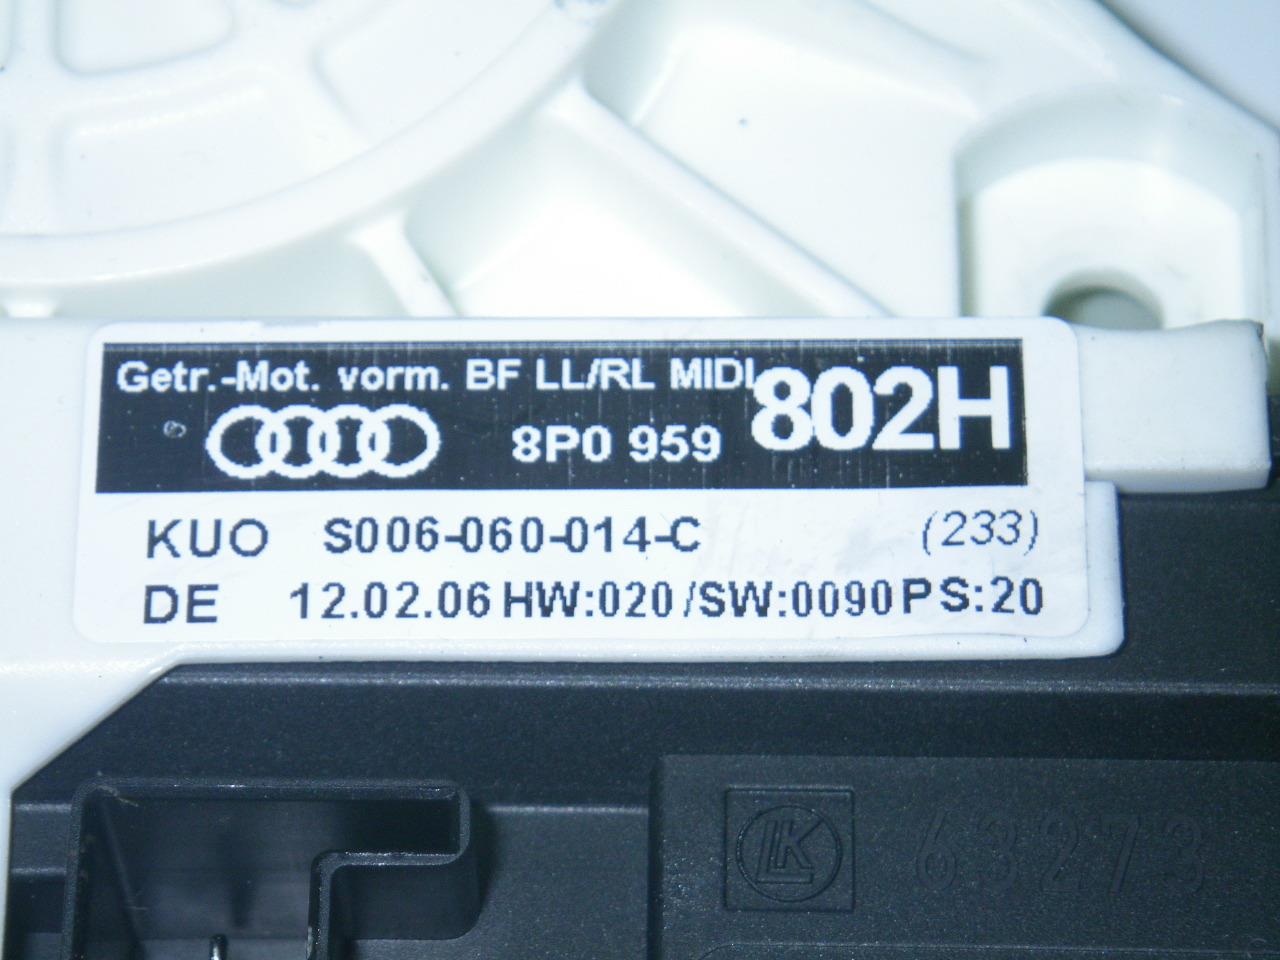 Getr.-Mot. vorm. BF LL/RL MIDI
8P0 959 802H
KUO S006-060-014-C (233)
DE 12.02.06 HW:020/SW:0090 PS:20
LK 63273